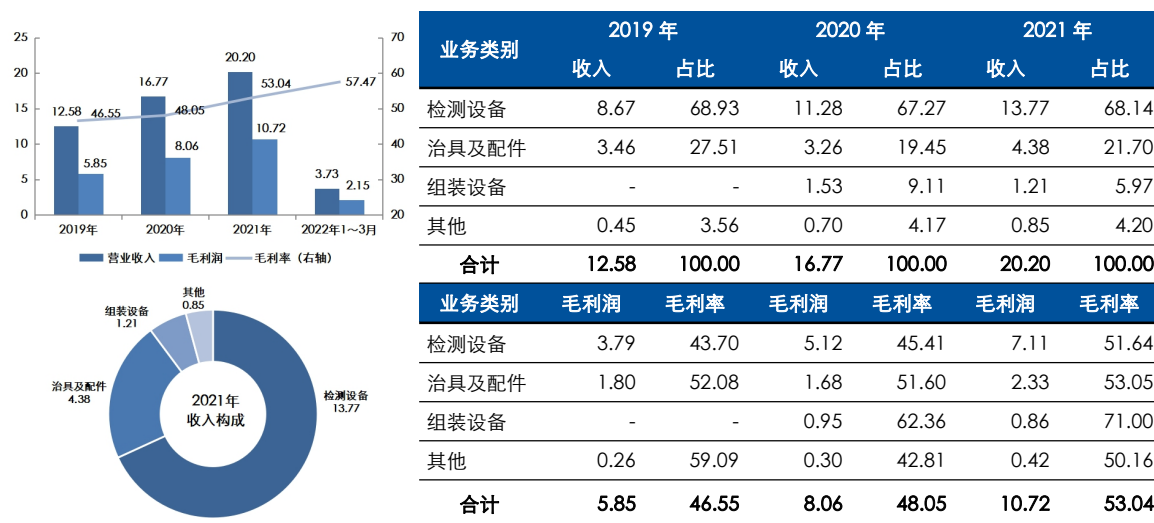 25
20
15
10
5
0
70
60
50
40
30
20
12.58
46.55
5.85
16.77
48.05
8.06
20.20
53.04
10.72
3.73
57.47
2.15
2019年
2020年
2021年
2022年1～3月
营业收入 毛利润 毛利率（右轴）
其他
0.85
组装设备
1.21
治具及配件
4.38
检测设备
13.77
2021年
收入构成
业务类别 2019 年 2020 年 2021 年
收入 占比 收入 占比 收入 占比
检测设备 8.67 68.93 11.28 67.27 13.77 68.14
治具及配件 3.46 27.51 3.26 19.45 4.38 21.70
组装设备 - - 1.53 9.11 1.21 5.97
其他 0.45 3.56 0.70 4.17 0.85 4.20
合计 12.58 100.00 16.77 100.00 20.20 100.00
业务类别 毛利润 毛利率 毛利润 毛利率 毛利润 毛利率
检测设备 3.79 43.70 5.12 45.41 7.11 51.64
治具及配件 1.80 52.08 1.68 51.60 2.33 53.05
组装设备 - - 0.95 62.36 0.86 71.00
其他 0.26 59.09 0.30 42.81 0.42 50.16
合计 5.85 46.55 8.06 48.05 10.72 53.04